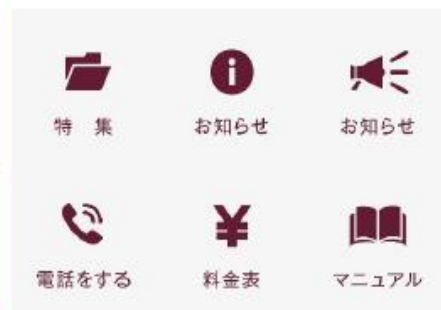 特　集
お知らせ
お知らせ
電話をする
料金表
マニュアル